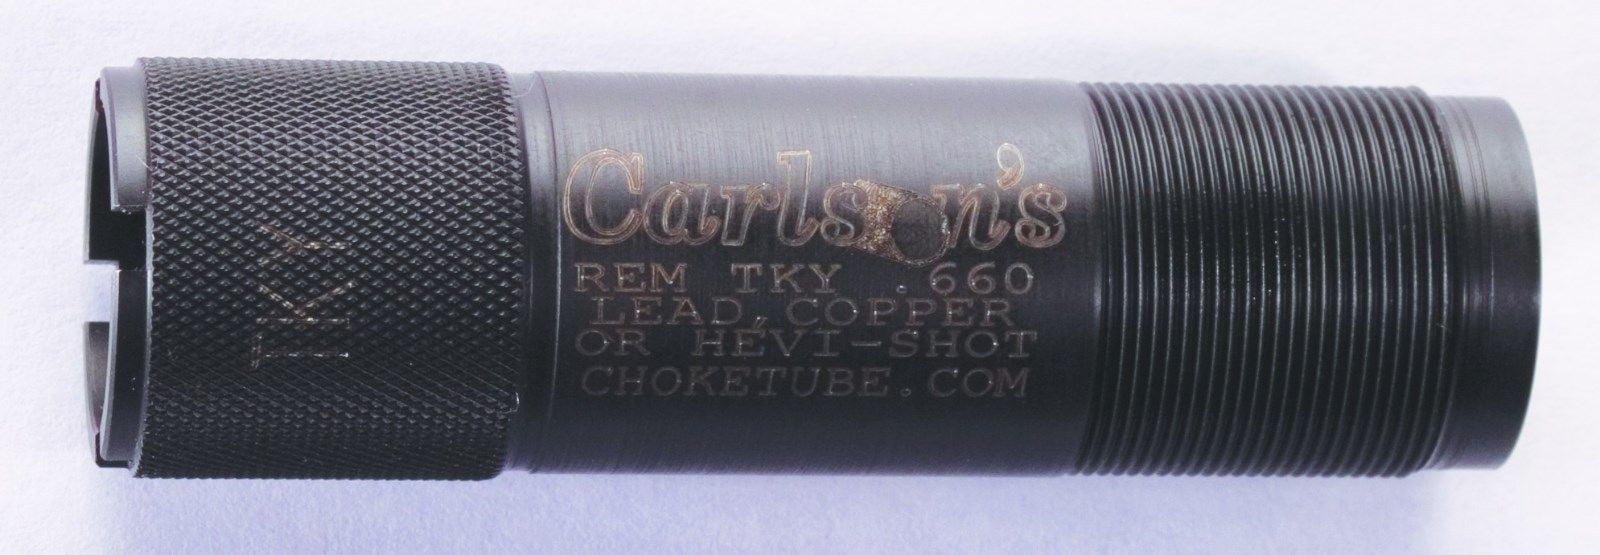 TKY
Carlson's
REM TKY .660
LEAD, COPPER
OR HEVI-SHOT
CHOKETUBE.COM